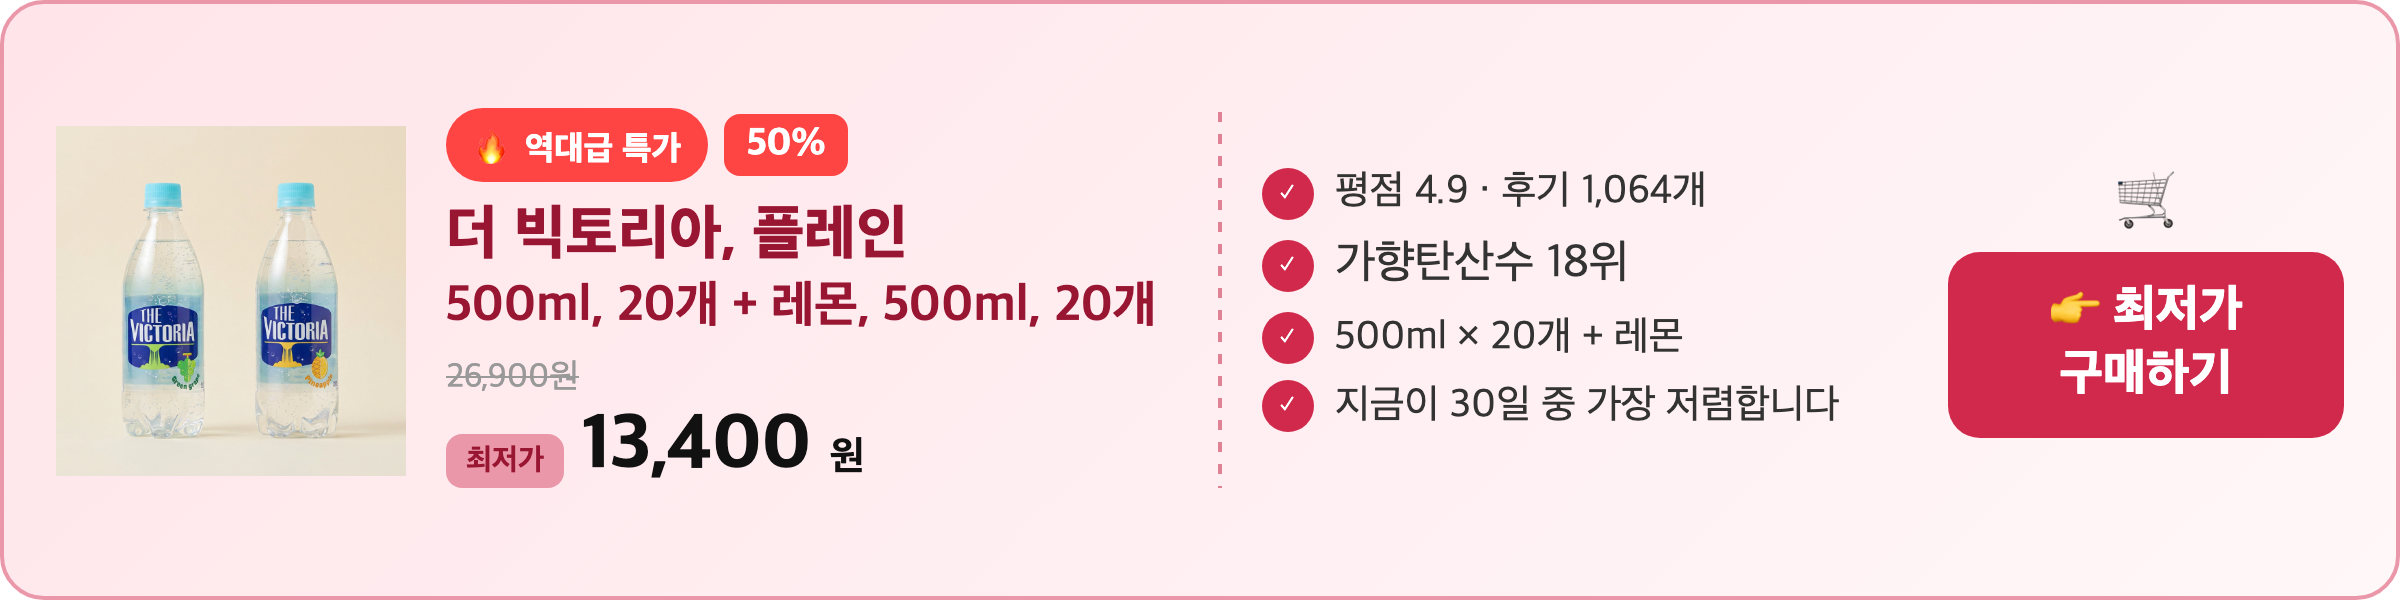 🔥 역대급 특가 50%
더 빅토리아, 플레인
500ml, 20개 + 레몬, 500ml, 20개
26,900원
최저가 13,400 원
THE
VICTORIA
Green grape
THE
VICTORIA
Pineapple
✓ 평점 4.9 · 후기 1,064개
✓ 가향탄산수 18위
✓ 500ml × 20개 + 레몬
✓ 지금이 30일 중 가장 저렴합니다
🛒
👉 최저가
구매하기